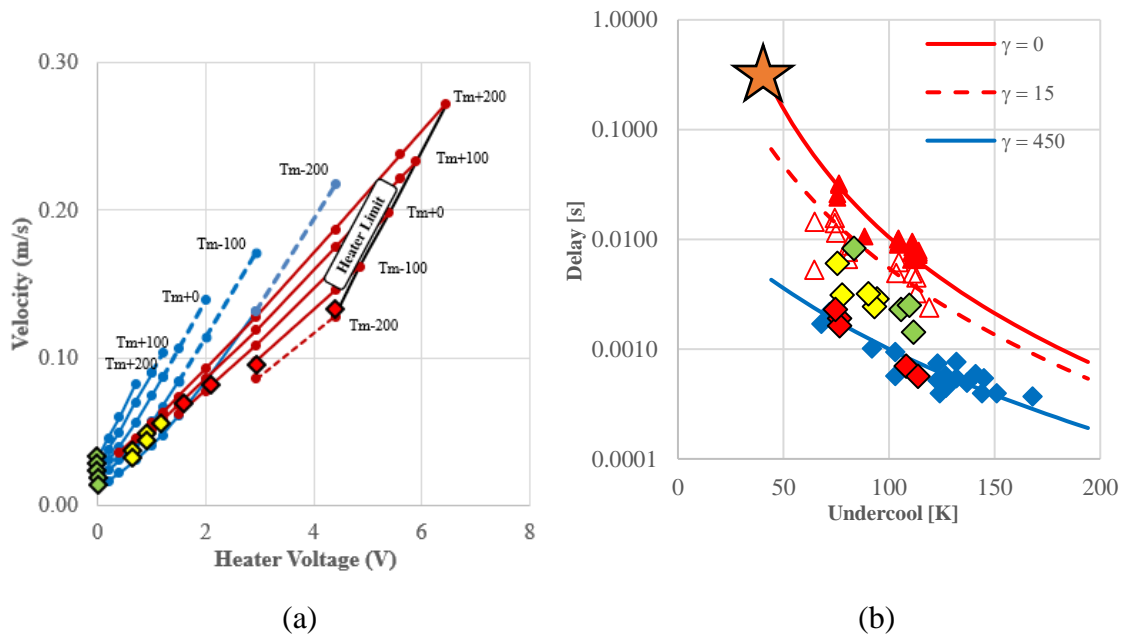 0.30
0.20
0.10
0.00
Velocity (m/s)
0
2
4
6
8
Heater Voltage (V)
Tm+200
Tm+100
Tm+0
Tm-100
Tm-200
Tm-200
Tm-100
Tm+0
Tm+100
Tm+200
Heater Limit
(a)
1.0000
0.1000
0.0100
0.0010
0.0001
Delay [s]
0
50
100
150
200
Undercool [K]
γ = 0
γ = 15
γ = 450
(b)